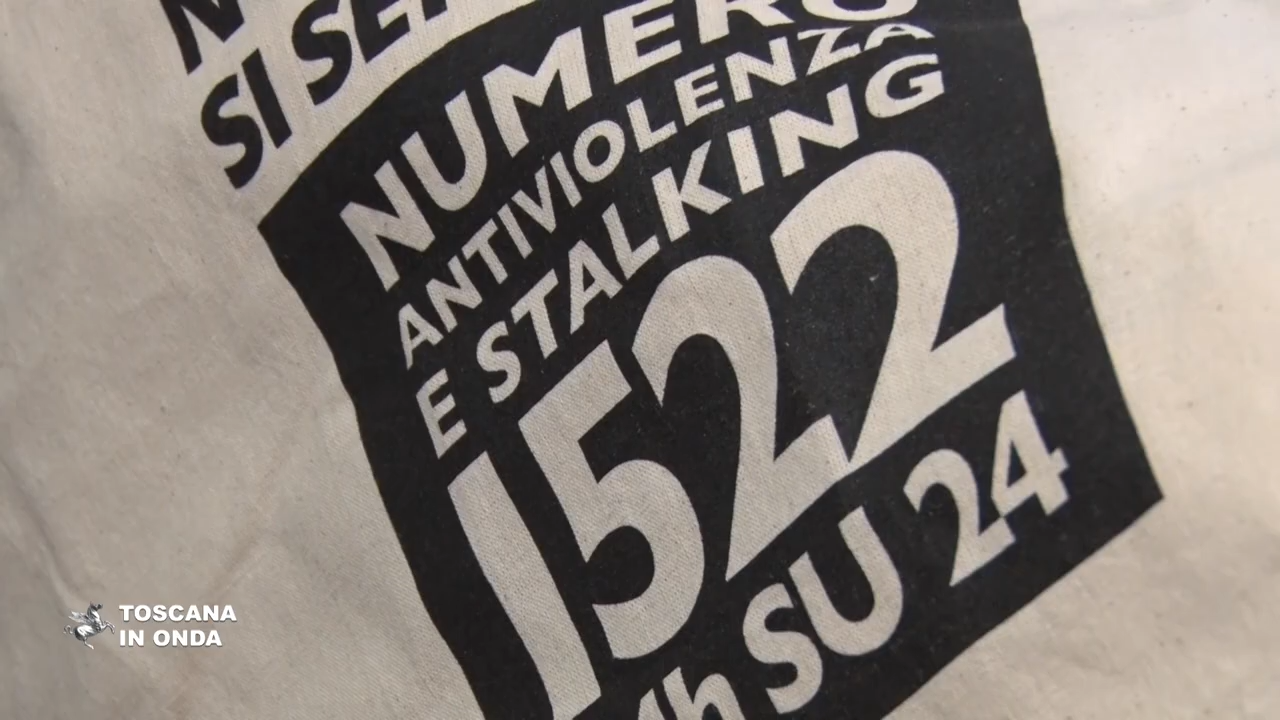 SI SE
NUMERO
ANTIVIOLENZA
E STALKING
1522
h SU 24
TOSCANA
IN ONDA